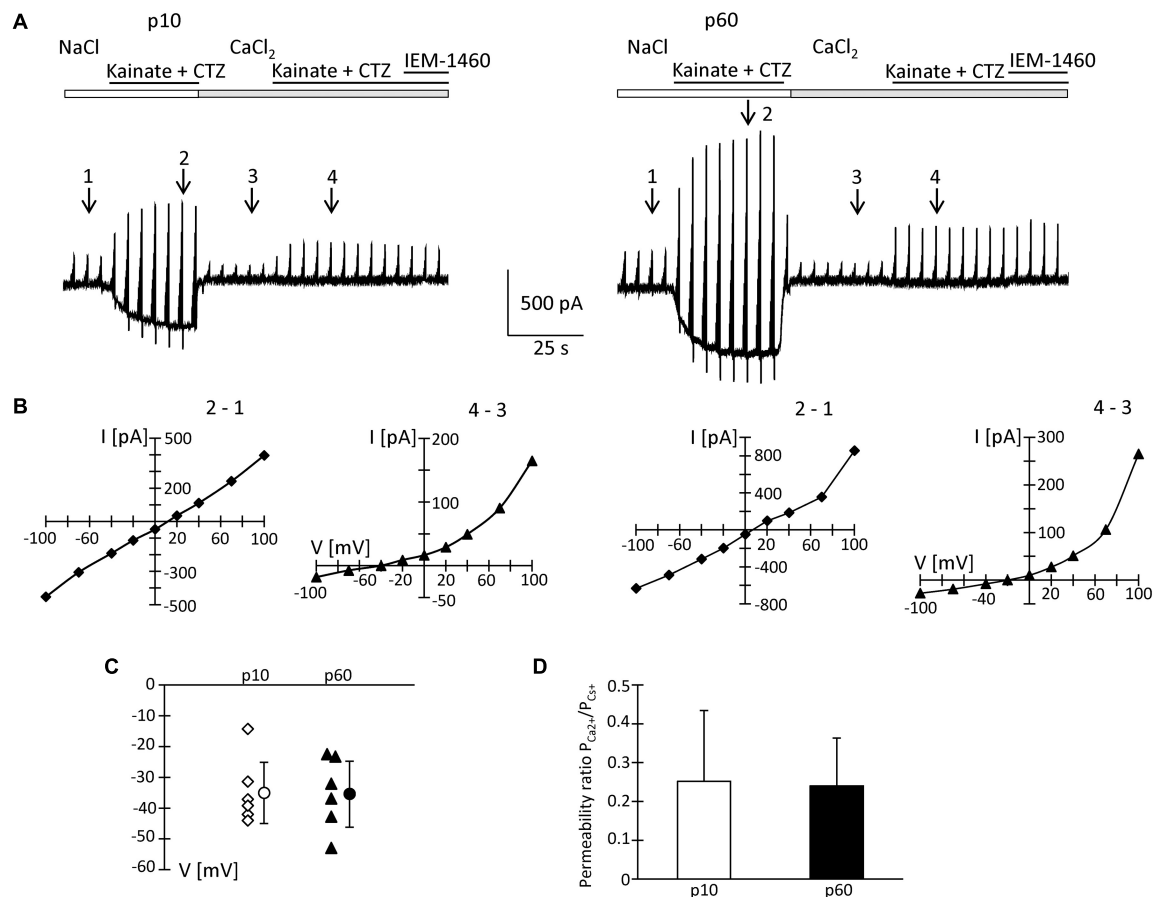 A
p10
p60
NaCl
CaCl2
NaCl
CaCl2
Kainate + CTZ
Kainate + CTZ
IEM-1460
Kainate + CTZ
Kainate + CTZ
IEM-1460
1
2
3
4
1
2
3
4
500 pA
25 s
B
2 - 1
4 - 3
2 - 1
4 - 3
I [pA]
500
200
-300
-500
-100
-60
20
60
100
I [pA]
200
100
-50
V [mV]
-100
-60
-20
20
60
100
I [pA]
800
400
-400
-800
-100
-60
20
60
100
I [pA]
300
200
100
V [mV]
-100
-40
20
60
100
C
p10
p60
0
-10
-20
-30
-40
-50
-60
V [mV]
D
Permeability ratio PCa2+/PCs+
0.5
0.4
0.3
0.2
0.1
0
p10
p60